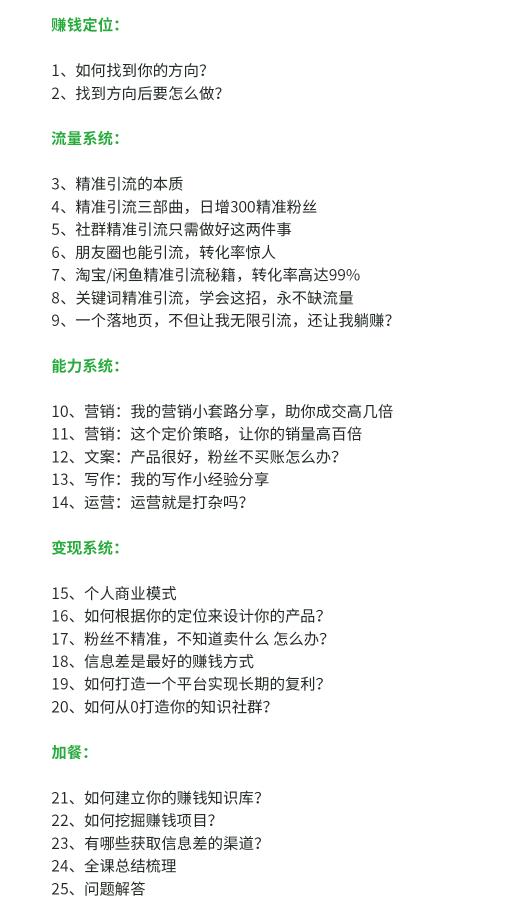 赚钱定位：
1、如何找到你的方向？
2、找到方向后要怎么做？
流量系统：
3、精准引流的本质
4、精准引流三部曲，日增300精准粉丝
5、社群精准引流只需做好这两件事
6、朋友圈也能引流，转化率惊人
7、淘宝/闲鱼精准引流秘籍，转化率高达99%
8、关键词精准引流，学会这招，永不缺流量
9、一个落地页，不但让我无限引流，还让我躺赚？
能力系统：
10、营销：我的营销小套路分享，助你成交高几倍
11、营销：这个定价策略，让你的销量高百倍
12、文案：产品很好，粉丝不买账怎么办？
13、写作：我的写作小经验分享
14、运营：运营就是打杂吗？
变现系统：
15、个人商业模式
16、如何根据你的定位来设计你的产品？
17、粉丝不精准，不知道卖什么 怎么办？
18、信息差是最好的赚钱方式
19、如何打造一个平台实现长期的复利？
20、如何从0打造你的知识社群？
加餐：
21、如何建立你的赚钱知识库？
22、如何挖掘赚钱项目？
23、有哪些获取信息差的渠道？
24、全课总结梳理
25、问题解答